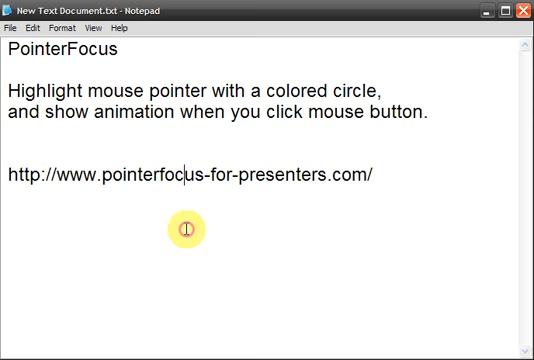 New Text Document.txt - Notepad
File Edit Format View Help
PointerFocus
Highlight mouse pointer with a colored circle,
and show animation when you click mouse button.
http://www.pointerfocus-for-presenters.com/